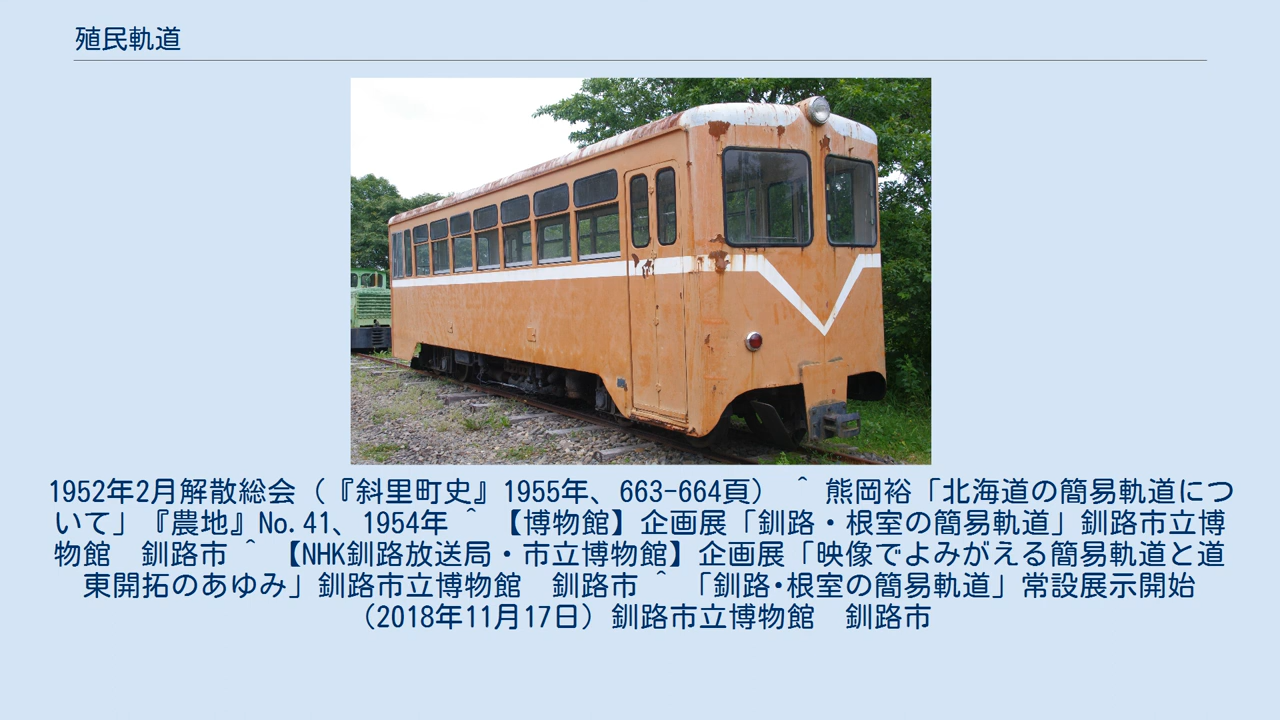 殖民軌道
1952年2月解散総会（『斜里町史』1955年、663-664頁） ＾ 熊岡裕「北海道の簡易軌道につ
いて」『農地』No.41、1954年 ＾ 【博物館】企画展「釧路・根室の簡易軌道」釧路市立博
物館　釧路市 ＾ 【NHK釧路放送局・市立博物館】企画展「映像でよみがえる簡易軌道と道
東開拓のあゆみ」釧路市立博物館　釧路市 ＾ 「釧路･根室の簡易軌道」常設展示開始
（2018年11月17日）釧路市立博物館　釧路市